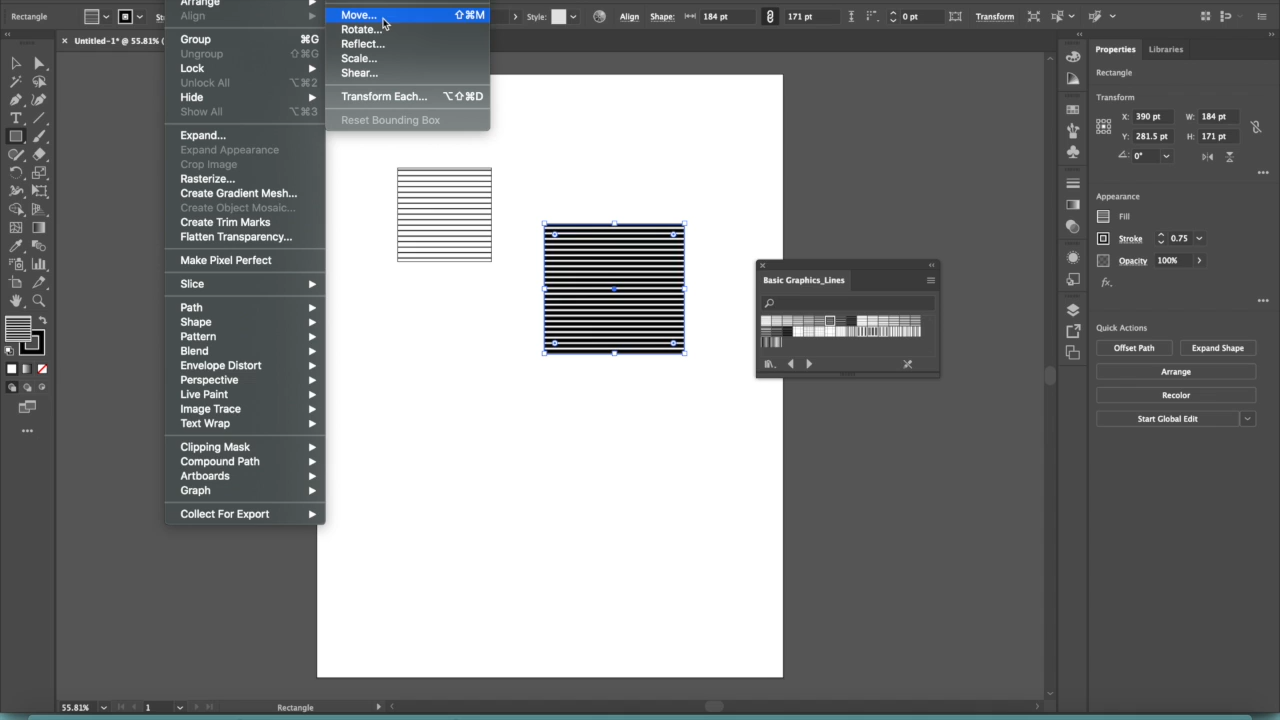 Rectangle
Style:
Align
Shape:
184 pt
171 pt
0 pt
Transform
Untitled-1* @ 55.81%
Arrange
Align
Group ⌘G
Ungroup ⇧⌘G
Lock
Unlock All ⌥⌘2
Hide
Show All ⌥⌘3
Expand...
Expand Appearance
Crop Image
Rasterize...
Create Gradient Mesh...
Create Object Mosaic...
Create Trim Marks
Flatten Transparency...
Make Pixel Perfect
Slice
Path
Shape
Pattern
Blend
Envelope Distort
Perspective
Live Paint
Image Trace
Text Wrap
Clipping Mask
Compound Path
Artboards
Graph
Collect For Export
Move... ⇧⌘M
Rotate...
Reflect...
Scale...
Shear...
Transform Each... ⌥⇧⌘D
Reset Bounding Box
Basic Graphics_Lines
Properties
Libraries
Rectangle
Transform
X: 390 pt W: 184 pt
Y: 281.5 pt H: 171 pt
0°
Appearance
Fill
Stroke 0.75
Opacity 100%
fx.
Quick Actions
Offset Path
Expand Shape
Arrange
Recolor
Start Global Edit
55.81%
1
Rectangle